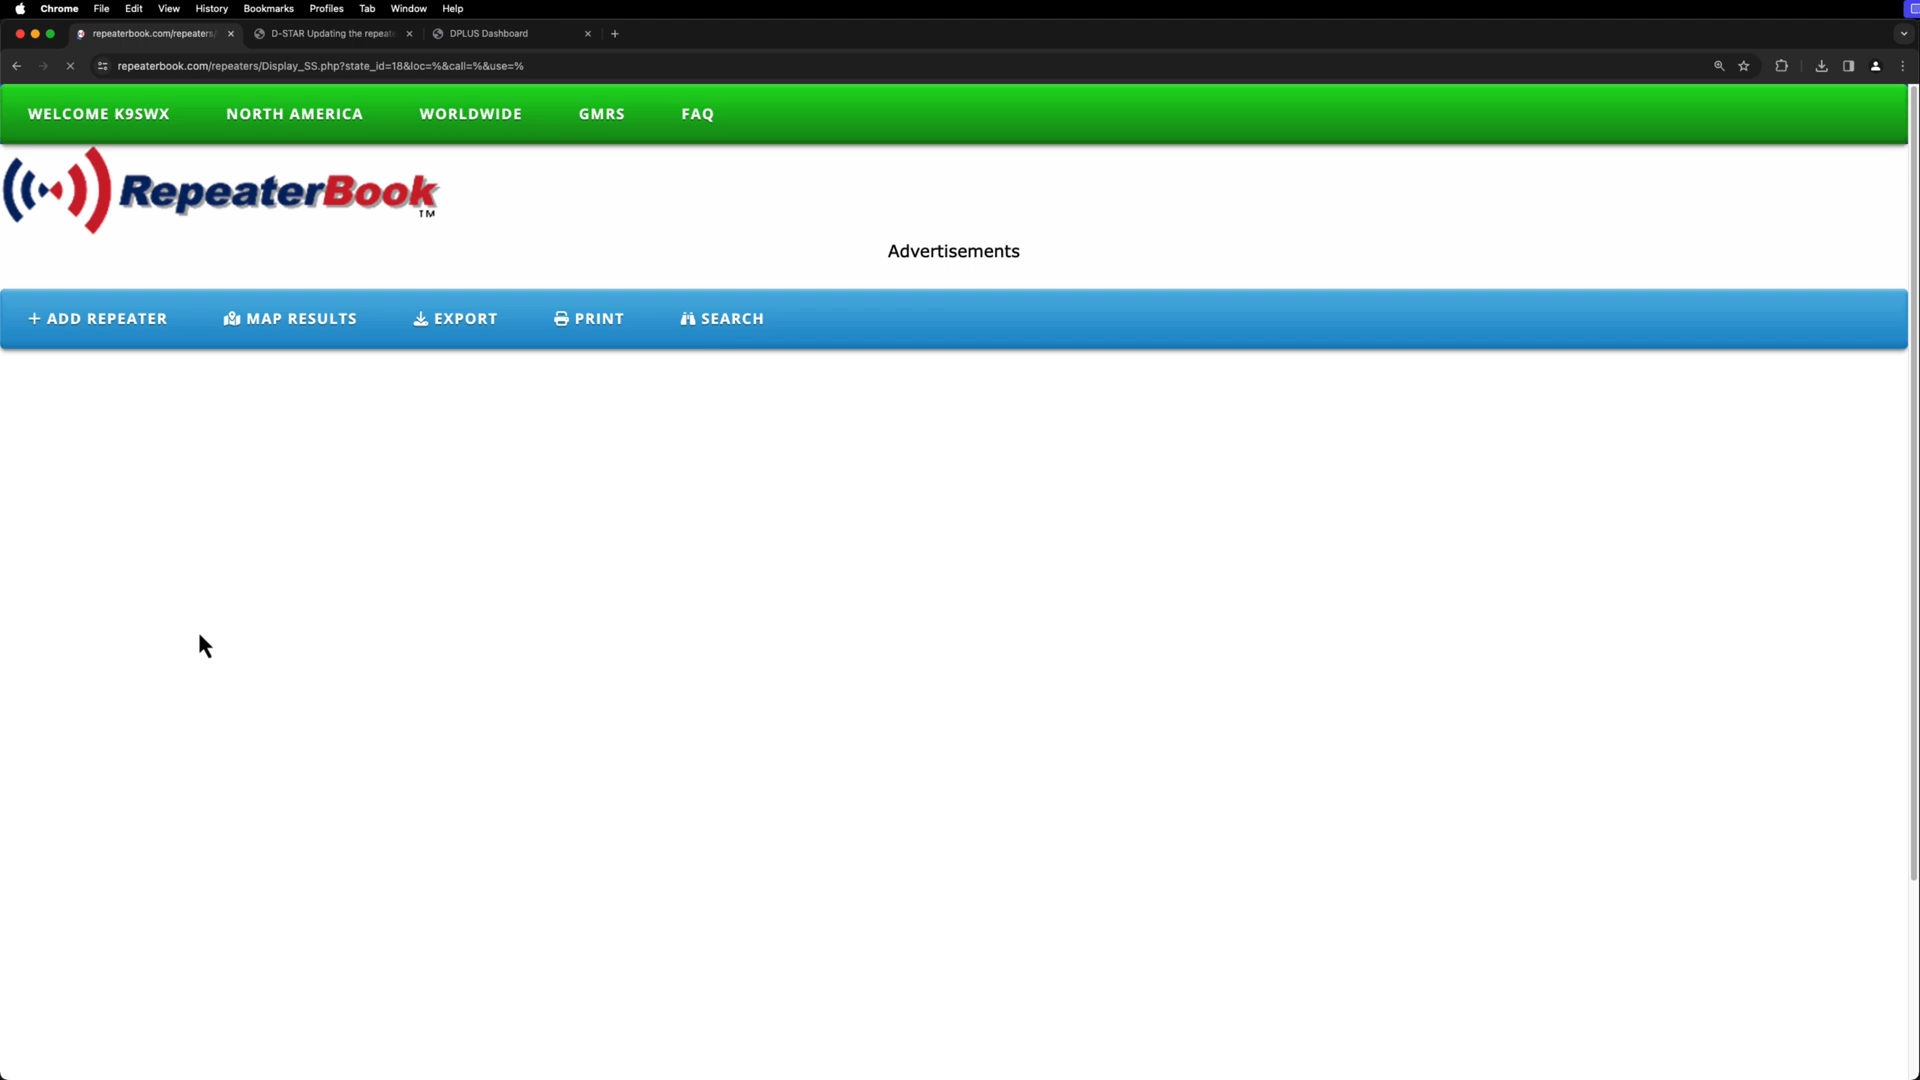 Chrome File Edit View History Bookmarks Profiles Tab Window Help
repeaterbook.com/repeaters/ D-STAR Updating the repeate DPLUS Dashboard
repeaterbook.com/repeaters/Display_SS.php?state_id=18&loc=%&call=%&use=%
WELCOME K9SWX NORTH AMERICA WORLDWIDE GMRS FAQ
RepeaterBook
TM
Advertisements
+ ADD REPEATER MAP RESULTS EXPORT PRINT SEARCH